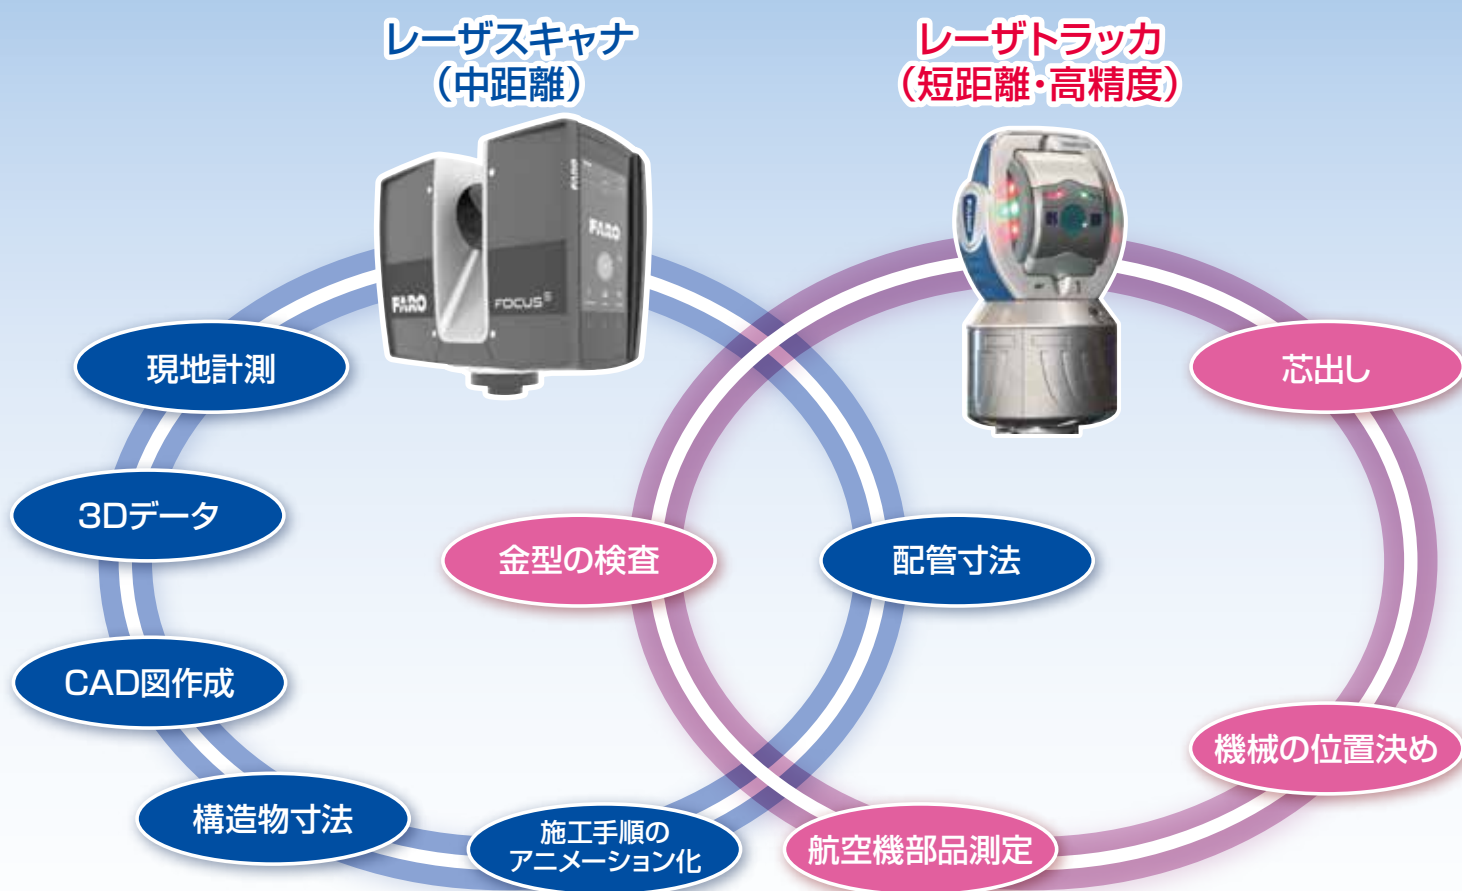 レーザスキャナ
（中距離）
レーザトラッカ
（短距離・高精度）
FARO
FARO
FARO
FOCUS S
現地計測
3Dデータ
CAD図作成
構造物寸法
施工手順の
アニメーション化
配管寸法
金型の検査
芯出し
機械の位置決め
航空機部品測定